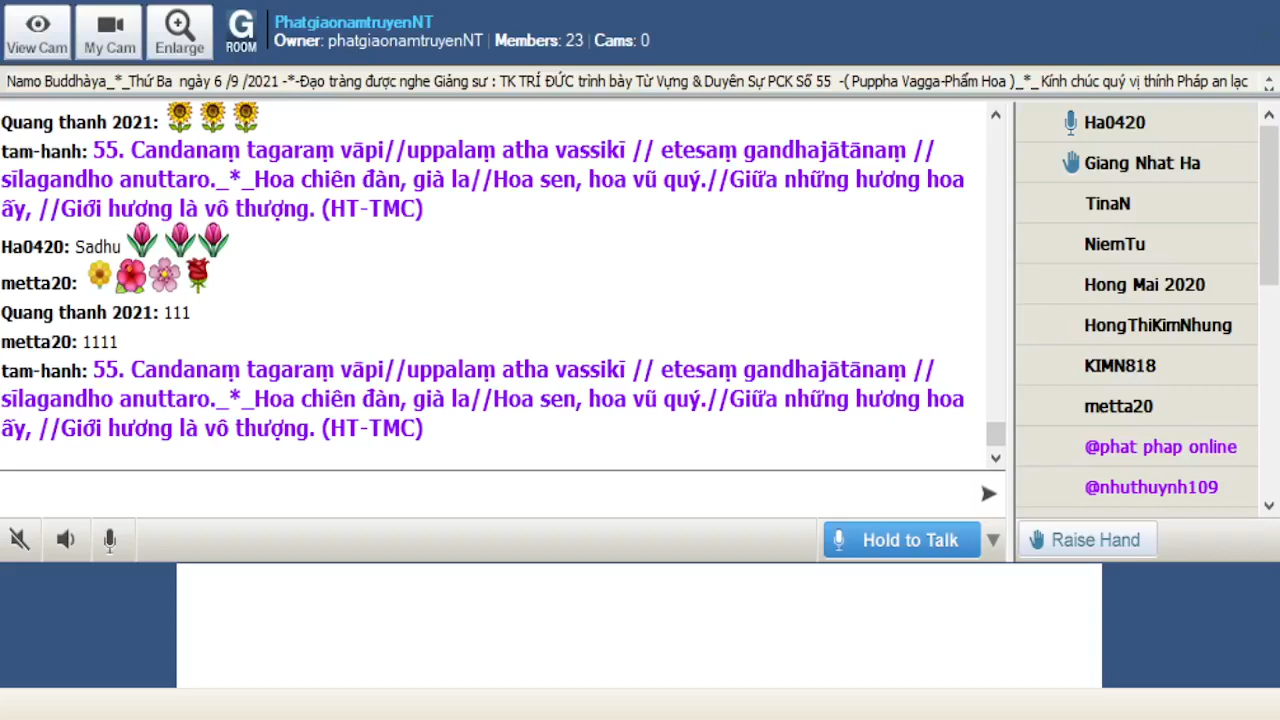 View Cam
My Cam
Enlarge
G
ROOM
PhatgiaonamtruyenNT
Owner: phatgiaonamtruyenNT | Members: 23 | Cams: 0
Namo Buddhàya_*_Thứ Ba ngày 6 /9 /2021 -*-Đạo tràng được nghe Giảng sư : TK TRÍ ĐỨC trình bày Từ Vựng & Duyên Sự PCK Số 55 -( Puppha Vagga-Phẩm Hoa )_*_ Kính chúc quý vị thính Pháp an lạc
Quang thanh 2021:
tam-hanh: 55. Candanaṃ tagaraṃ vāpi//uppalaṃ atha vassikī // etesaṃ gandhajātānaṃ //
sīlagandho anuttaro._*_Hoa chiên đàn, già la//Hoa sen, hoa vũ quý.//Giữa những hương hoa
ấy, //Giới hương là vô thượng. (HT-TMC)
Ha0420: Sadhu
metta20:
Quang thanh 2021: 111
metta20: 1111
tam-hanh: 55. Candanaṃ tagaraṃ vāpi//uppalaṃ atha vassikī // etesaṃ gandhajātānaṃ //
sīlagandho anuttaro._*_Hoa chiên đàn, già la//Hoa sen, hoa vũ quý.//Giữa những hương hoa
ấy, //Giới hương là vô thượng. (HT-TMC)
Hold to Talk
Ha0420
Giang Nhat Ha
TinaN
NiemTu
Hong Mai 2020
HongThiKimNhung
KIMN818
metta20
@phat phap online
@nhuthuynh109
Raise Hand